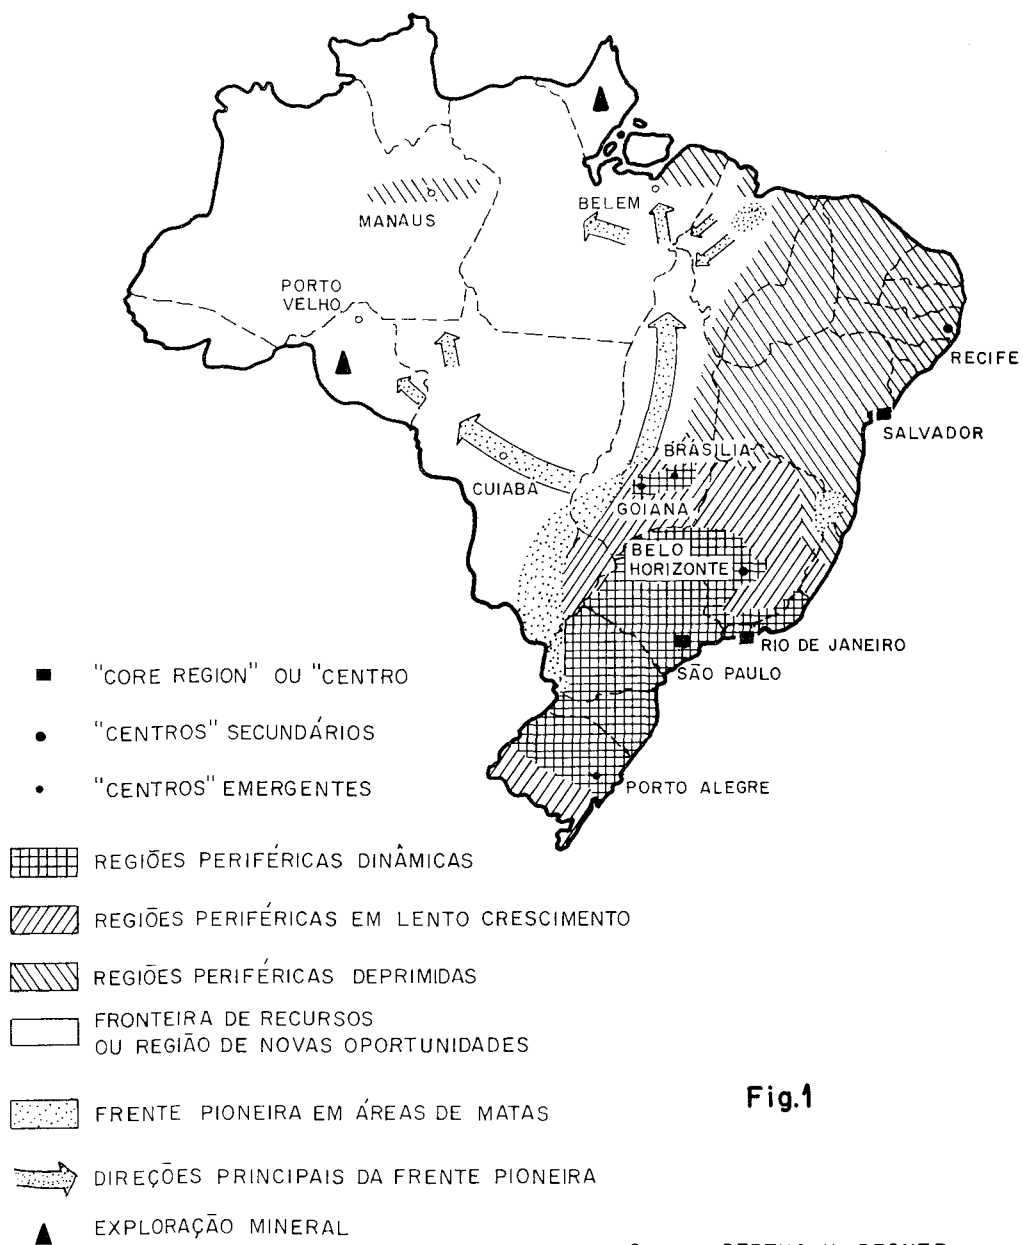 MANAUS
BELEM
PORTO
VELHO
RECIFE
SALVADOR
BRASÍLIA
CUIABA
GOIANA
BELO
HORIZONTE
RIO DE JANEIRO
SÃO PAULO
PORTO ALEGRE
"CORE REGION" OU "CENTRO
"CENTROS" SECUNDÁRIOS
"CENTROS" EMERGENTES
REGIÕES PERIFÉRICAS DINÂMICAS
REGIÕES PERIFÉRICAS EM LENTO CRESCIMENTO
REGIÕES PERIFÉRICAS DEPRIMIDAS
FRONTEIRA DE RECURSOS
OU REGIÃO DE NOVAS OPORTUNIDADES
Fig.1
FRENTE PIONEIRA EM ÁREAS DE MATAS
DIREÇÕES PRINCIPAIS DA FRENTE PIONEIRA
EXPLORAÇÃO MINERAL